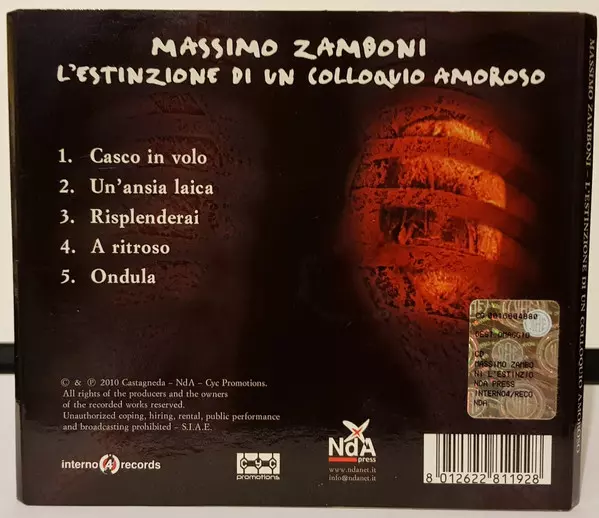 MASSIMO ZAMBONI
L'ESTINZIONE DI UN COLLOQUIO AMOROSO
1. Casco in volo
2. Un'ansia laica
3. Risplenderai
4. A ritroso
5. Ondula
© & ℗ 2010 Castagneda - NdA - Cyc Promotions.
All rights of the producers and the owners
of the recorded works reserved.
Unauthorized coping, hiring, rental, public performance
and broadcasting prohibited - S.I.A.E.
interno 4 records
cyc
promotions
NdA
press
www.ndanet.it
info@ndanet.it
8 012622 811928
CD
MASSIMO ZAMBO
NI L'ESTINZIO
NDA PRESS
INTERNO4/RECO
NDA
MASSIMO ZAMBONI - L'ESTINZIONE DI UN COLLOQUIO AMOROSO